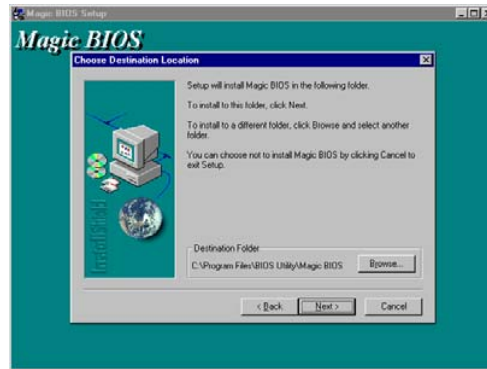 Magic BIOS Setup
Magic BIOS
Choose Destination Location
Setup will install Magic BIOS in the following folder.
To install to this folder, click Next.
To install to a different folder, click Browse and select another
folder.
You can choose not to install Magic BIOS by clicking Cancel to
exit Setup.
InstallShield
Destination Folder
C:\Program Files\BIOS Utility\Magic BIOS
Browse...
< Back
Next >
Cancel